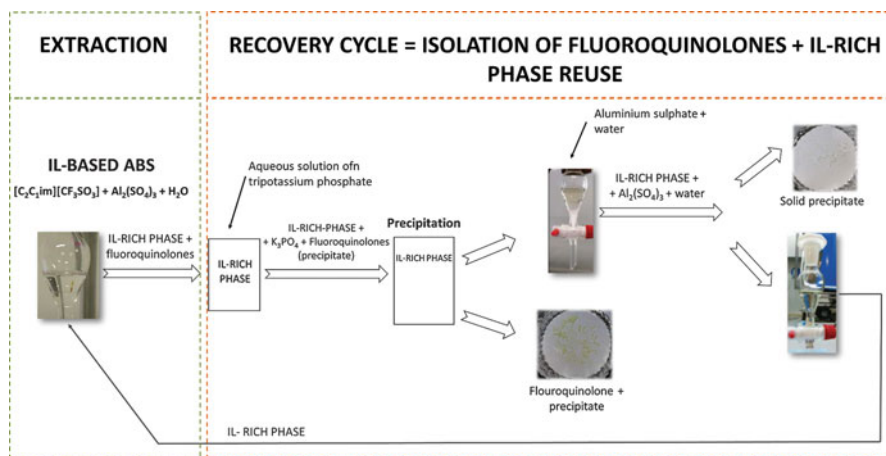 EXTRACTION
RECOVERY CYCLE = ISOLATION OF FLUOROQUINOLONES + IL-RICH
PHASE REUSE
IL-BASED ABS
[C₂C₁im][CF₃SO₃] + Al₂(SO₄)₃ + H₂O
IL-RICH PHASE +
fluoroquinolones
Aqueous solution ofn
tripotassium phosphate
IL-RICH
PHASE
IL-RICH-PHASE +
+ K₃PO₄ + Fluoroquinolones
(precipitate)
Precipitation
IL-RICH PHASE
Aluminium sulphate +
water
IL-RICH PHASE +
+ Al₂(SO₄)₃ + water
Solid precipitate
Flouroquinolone +
precipitate
IL- RICH PHASE